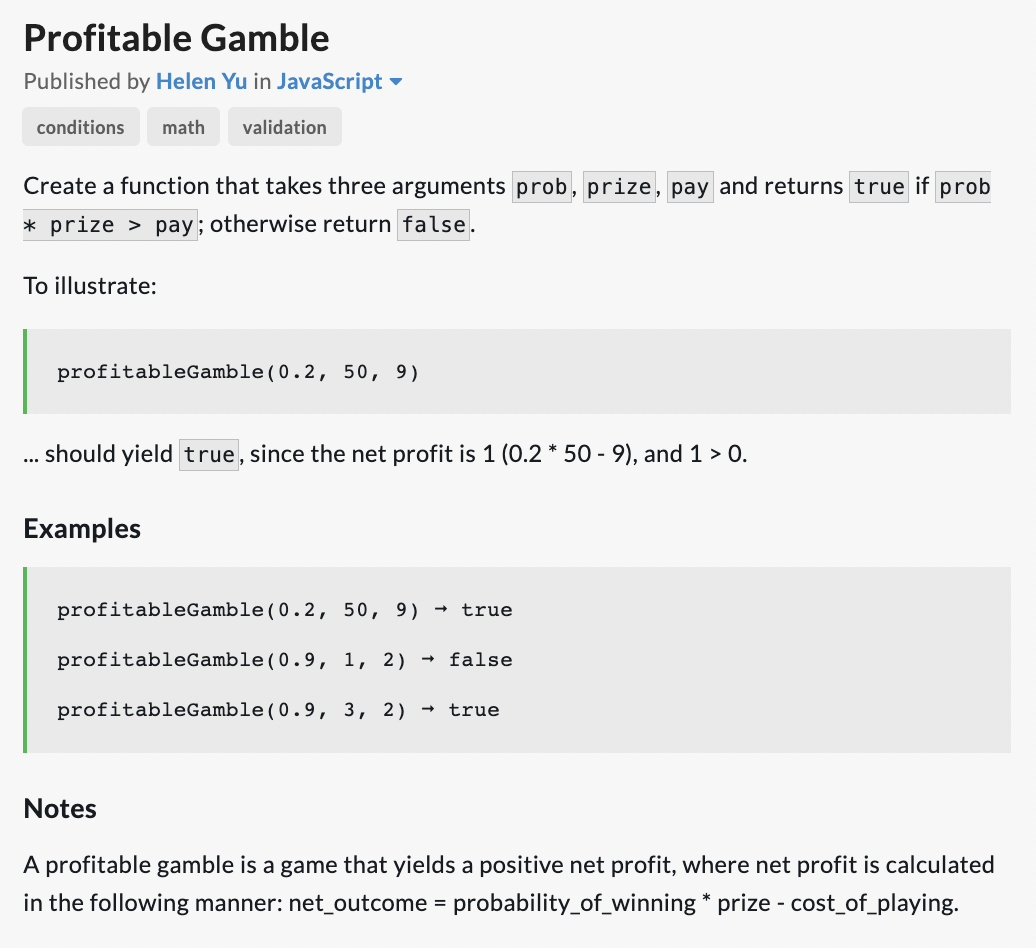 Profitable Gamble
Published by Helen Yu in JavaScript
conditions math validation
Create a function that takes three arguments prob, prize, pay and returns true if prob
* prize > pay; otherwise return false.
To illustrate:
profitableGamble(0.2, 50, 9)
... should yield true, since the net profit is 1 (0.2 * 50 - 9), and 1 > 0.
Examples
profitableGamble(0.2, 50, 9) ➞ true
profitableGamble(0.9, 1, 2) ➞ false
profitableGamble(0.9, 3, 2) ➞ true
Notes
A profitable gamble is a game that yields a positive net profit, where net profit is calculated
in the following manner: net_outcome = probability_of_winning * prize - cost_of_playing.